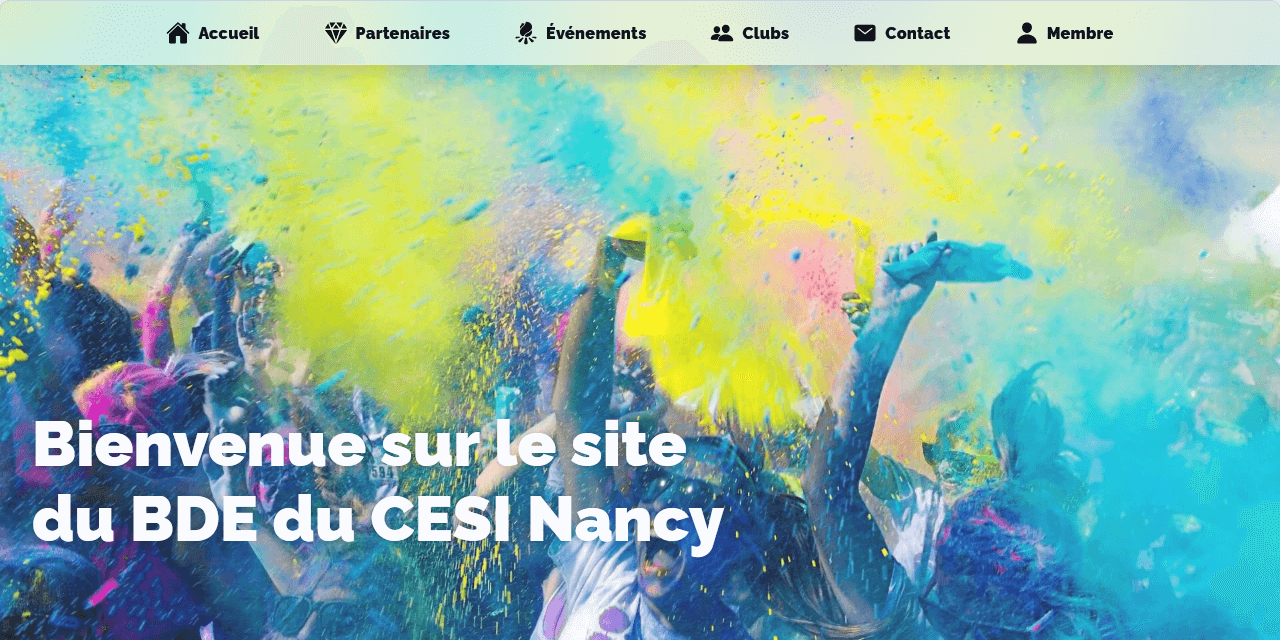 Accueil Partenaires Événements Clubs Contact Membre
Bienvenue sur le site
du BDE du CESI Nancy